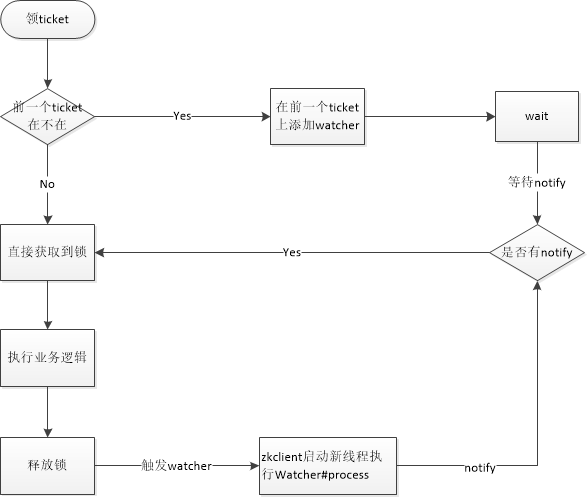 领ticket
前一个ticket
在不在
Yes
在前一个ticket
上添加watcher
wait
No
等待notify
直接获取到锁
Yes
是否有notify
执行业务逻辑
释放锁
触发watcher
zkclient启动新线程执
行Watcher#process
notify